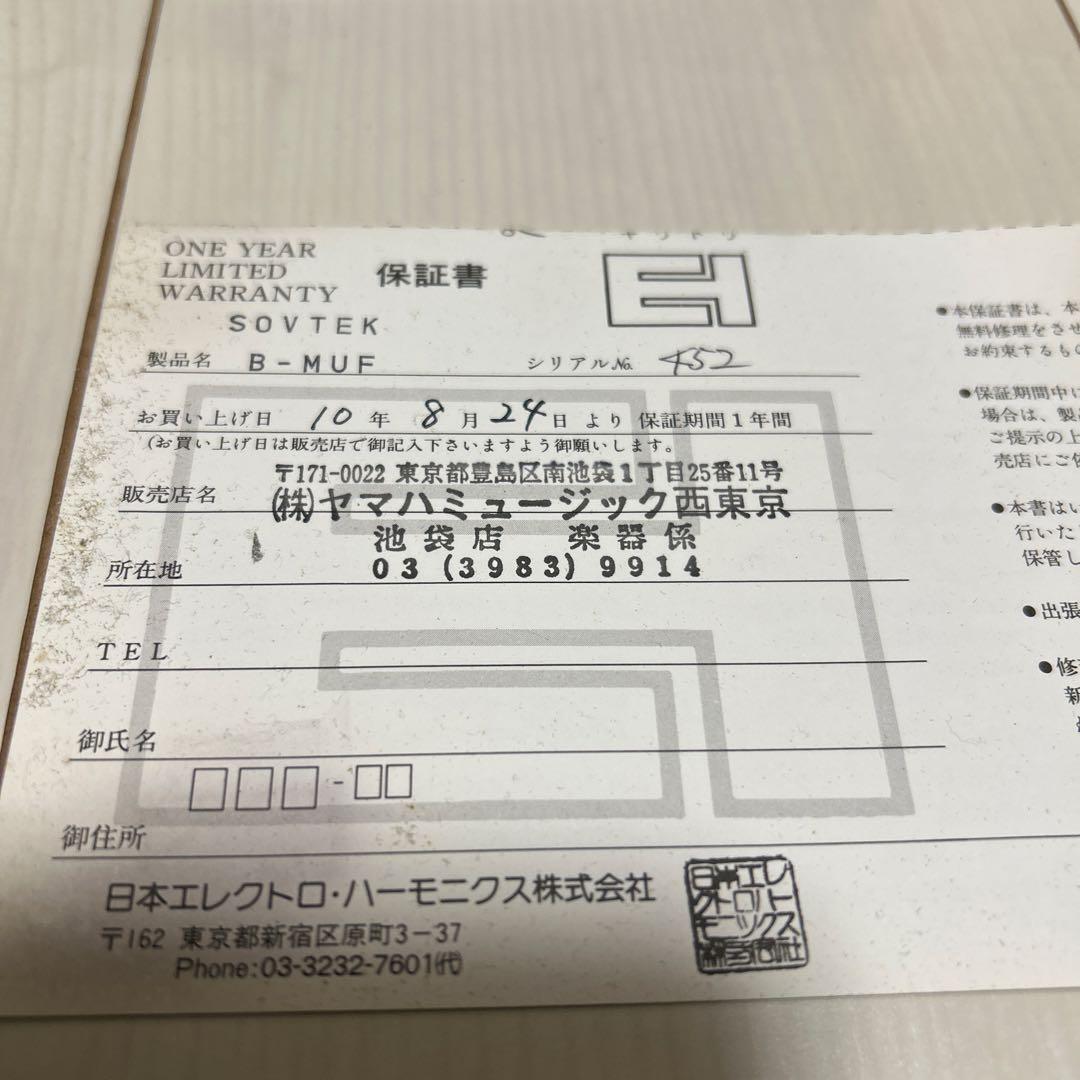 キリトリ
ONE YEAR
LIMITED
WARRANTY
保証書
SOVTEK
製品名 B-MUF シリアルNo. 452
お買い上げ日 10年 8月24日 より 保証期間1年間
(お買い上げ日は販売店で御記入下さいますよう御願いします。
〒171-0022 東京都豊島区南池袋1丁目25番11号
販売店名 (株)ヤマハミュージック西東京
池袋店 楽器係
所在地 03 (3983) 9914
TEL
御氏名
御住所
日本エレクトロ・ハーモニクス株式会社
〒162 東京都新宿区原町3-37
Phone:03-3232-7601㈹
●本保証書は、本
無料修理をさせ
お約束するもの
●保証期間中に
場合は、製
ご提示の上
売店にご依
●本書はい
行いた
保管し
●出張
●修
新